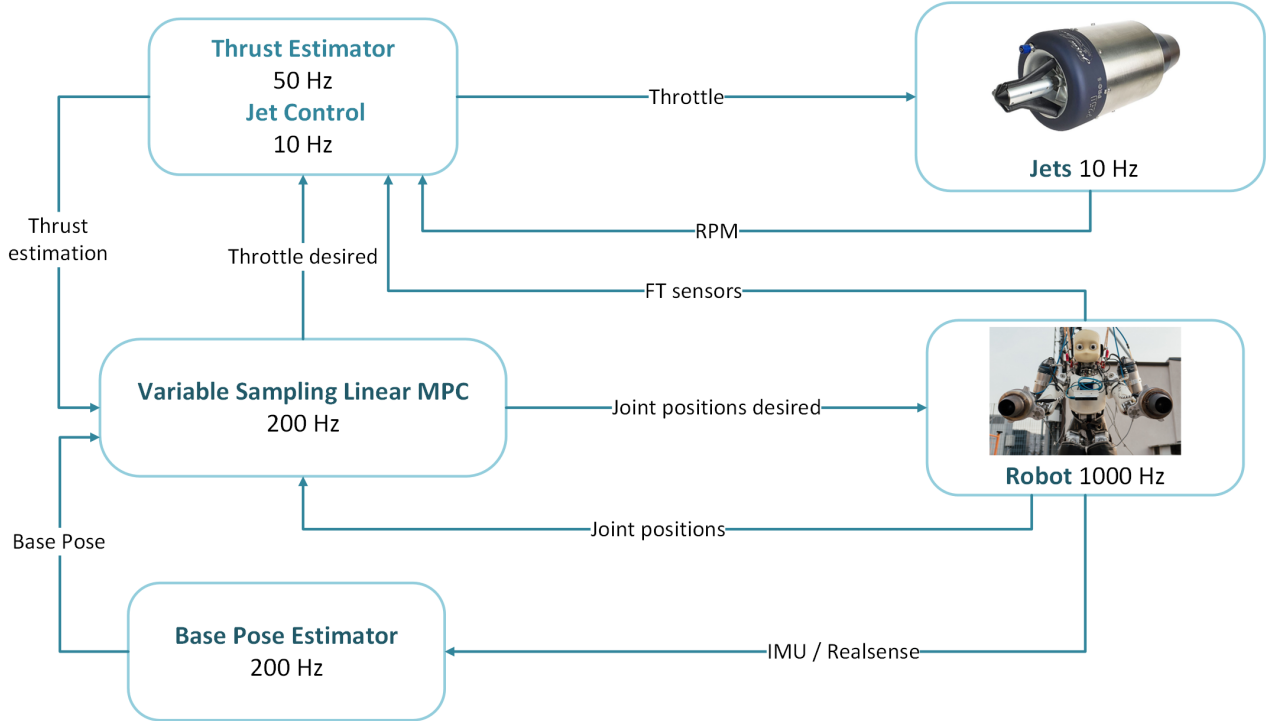 Thrust Estimator
50 Hz
Jet Control
10 Hz
Throttle
Jets 10 Hz
Thrust
estimation
Throttle desired
RPM
FT sensors
Variable Sampling Linear MPC
200 Hz
Joint positions desired
Robot 1000 Hz
Joint positions
Base Pose
Base Pose Estimator
200 Hz
IMU / Realsense